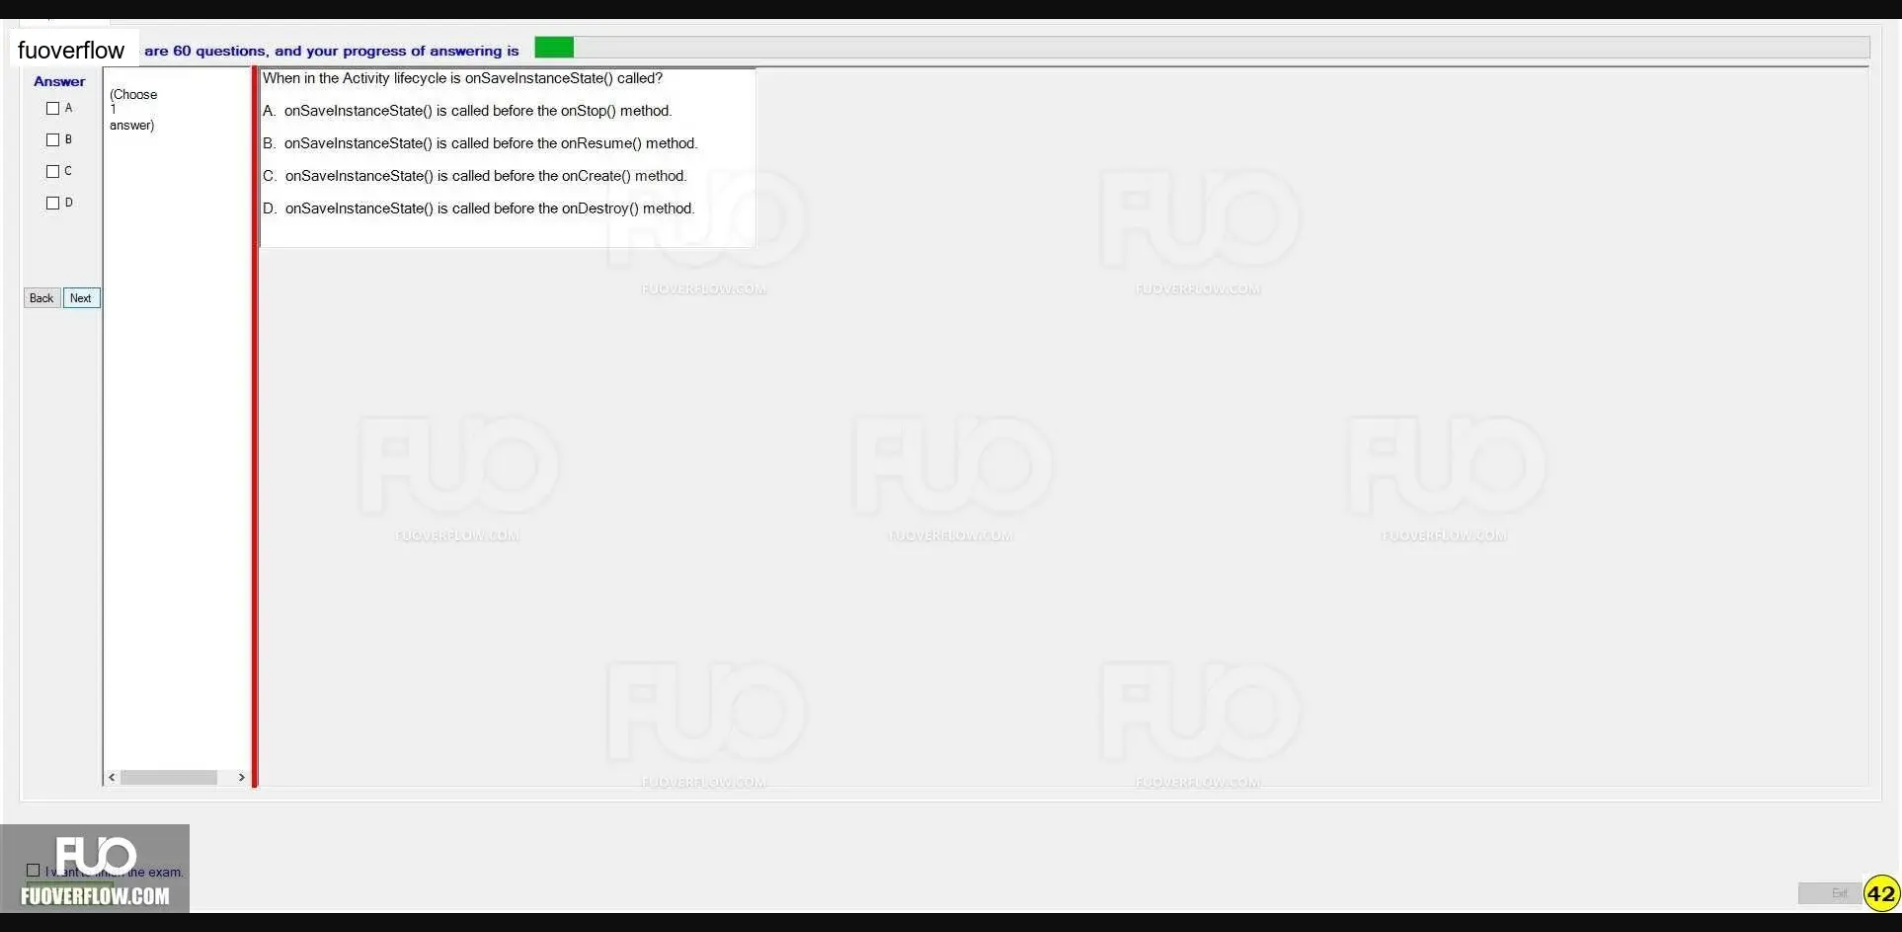 fuoverflow are 60 questions, and your progress of answering is
Answer
A
B
C
D
Back Next
(Choose
1
answer)
When in the Activity lifecycle is onSaveInstanceState() called?
A. onSaveInstanceState() is called before the onStop() method.
B. onSaveInstanceState() is called before the onResume() method.
C. onSaveInstanceState() is called before the onCreate() method.
D. onSaveInstanceState() is called before the onDestroy() method.
FUO FUO
FUOVERFLOW.COM FUOVERFLOW.COM
FUO FUO FUO
FUOVERFLOW.COM FUOVERFLOW.COM FUOVERFLOW.COM
FUO FUO
FUOVERFLOW.COM FUOVERFLOW.COM
FUO
I want to finish the exam.
FUOVERFLOW.COM
Exit 42